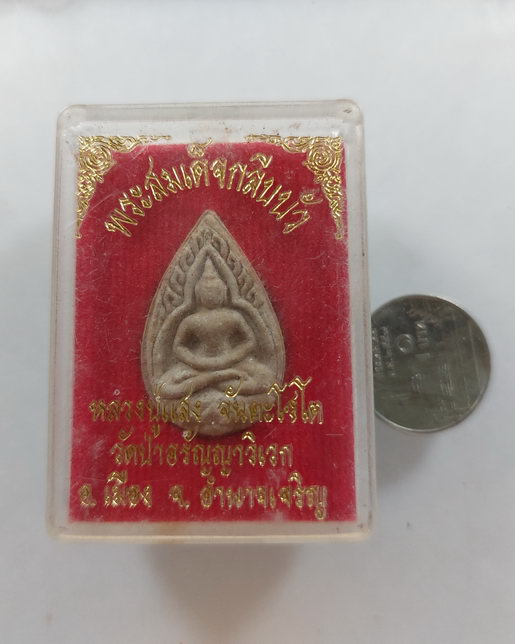 พระสมเด็จกลีบบัว
หลวงปู่แสง จันตะโชโต
วัดป่าอรัญญาวิเวก
อ. เมือง จ. อำนาจเจริญ